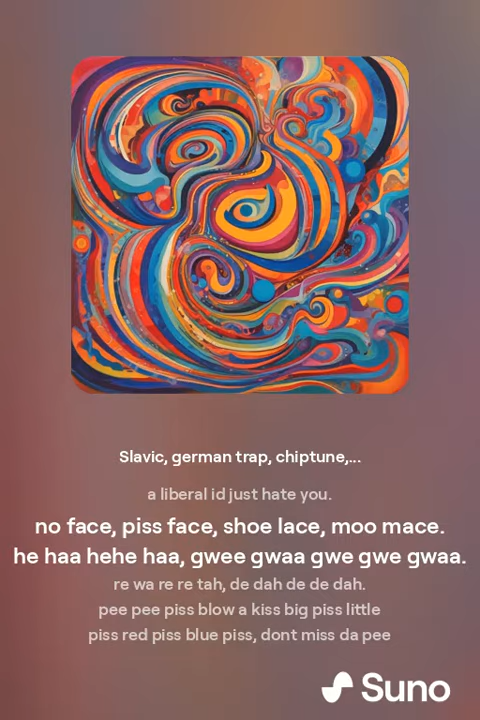 Slavic, german trap, chiptune,...
a liberal id just hate you.
no face, piss face, shoe lace, moo mace.
he haa hehe haa, gwee gwaa gwe gwe gwaa.
re wa re re tah, de dah de de dah.
pee pee piss blow a kiss big piss little
piss red piss blue piss, dont miss da pee
Suno